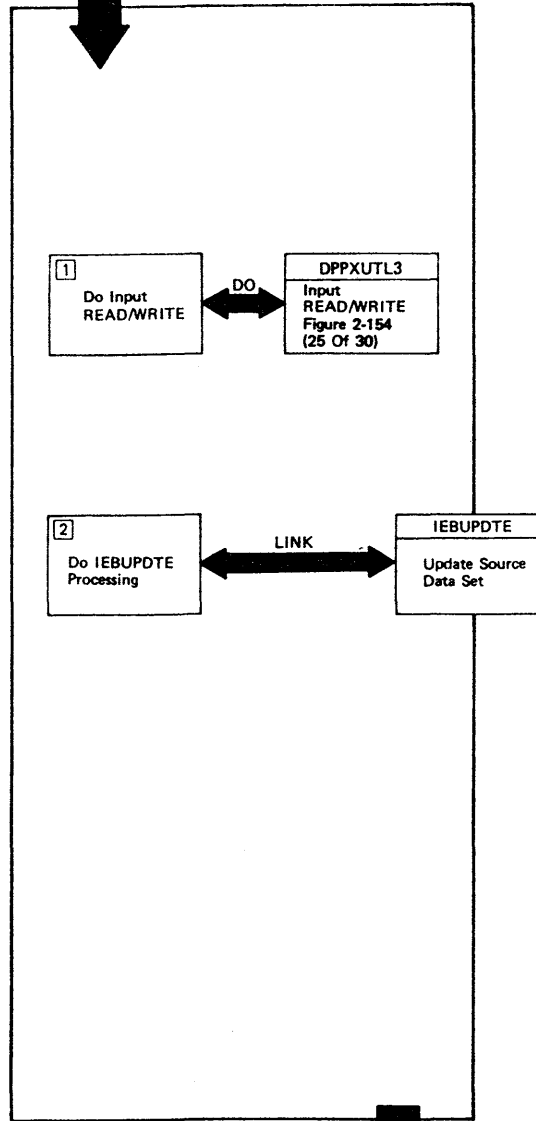 1
Do Input
READ/WRITE
DO
DPPXUTL3
Input
READ/WRITE
Figure 2-154
(25 Of 30)
2
Do IEBUPDTE
Processing
LINK
IEBUPDTE
Update Source
Data Set